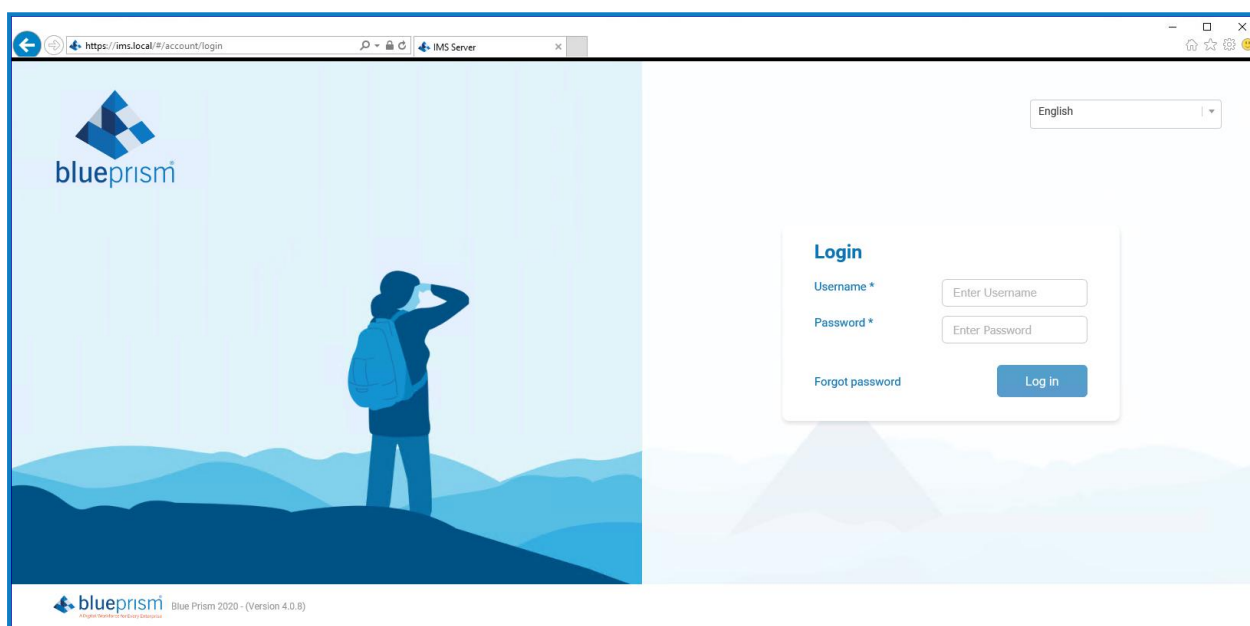 https://ims.local/#/account/login
IMS Server
blueprism
English
Login
Username *
Enter Username
Password *
Enter Password
Forgot password
Log in
blueprism
Blue Prism 2020 - (Version 4.0.8)